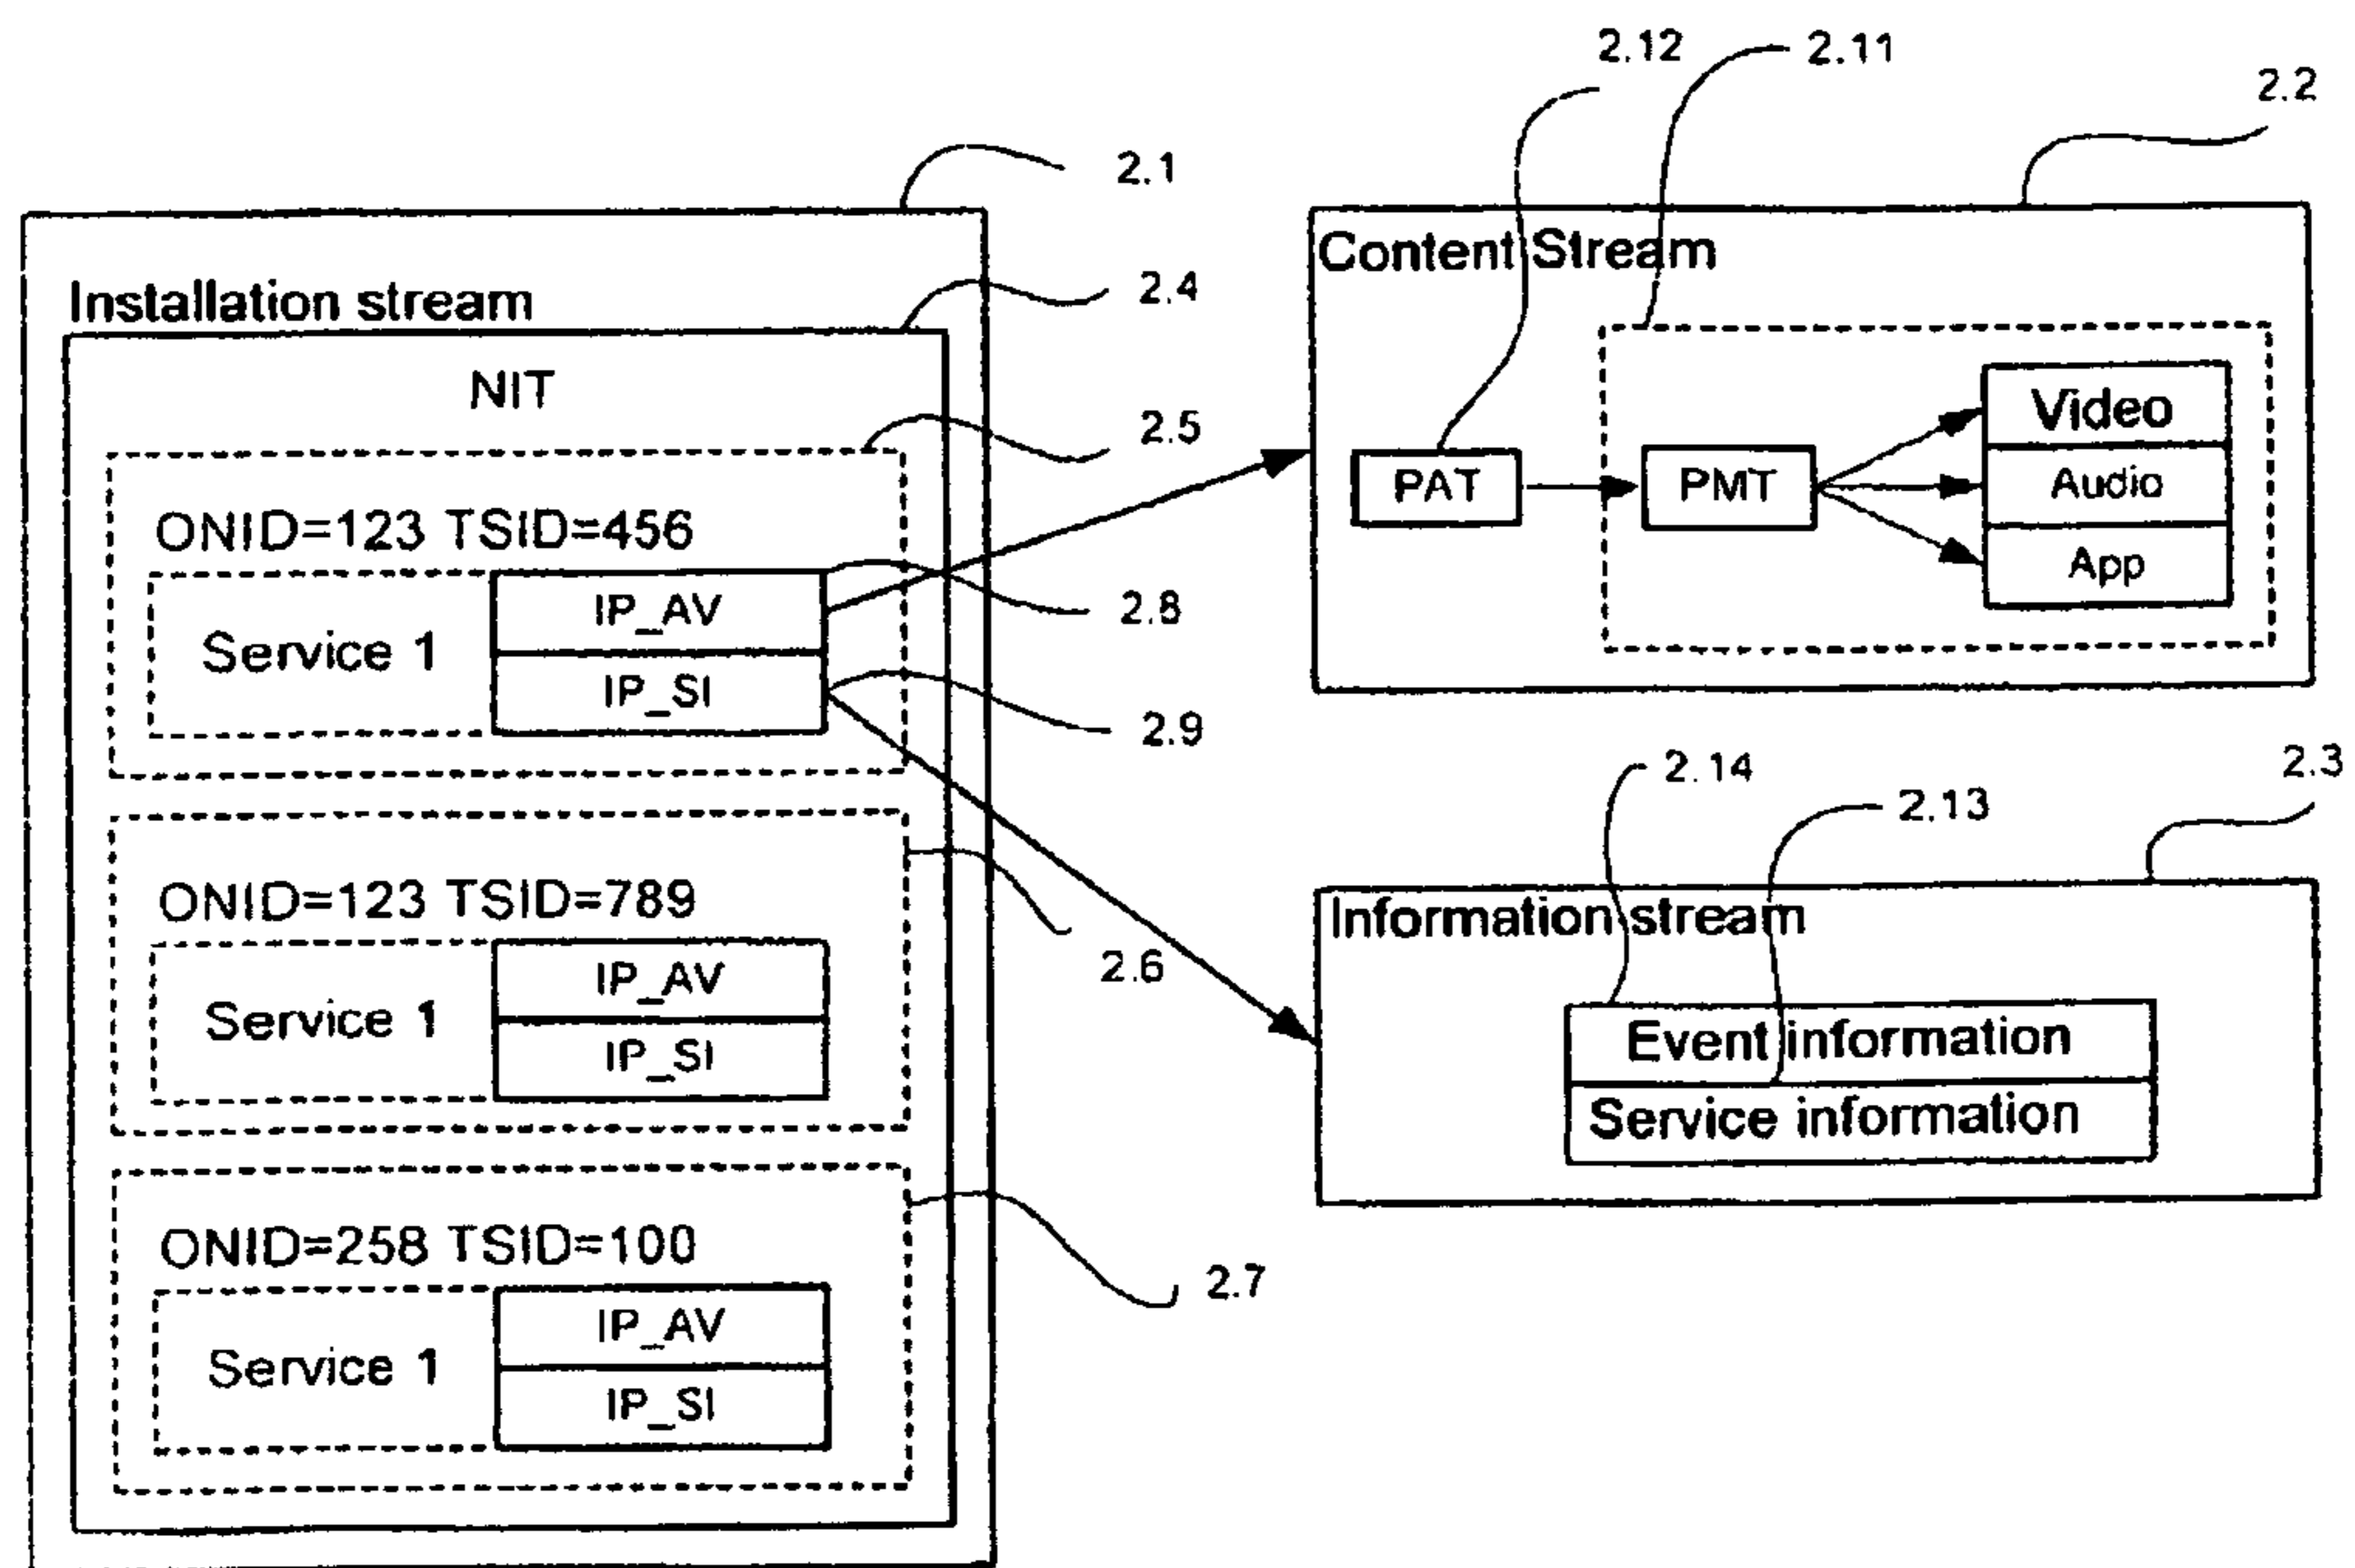 2.12
2.11
2.2
2.1
Content Stream
Installation stream
2.4
NIT
Video
2.5
PAT
PMT
Audio
ONID=123 TSID=456
App
IP_AV
2.8
Service 1
IP_SI
2.9
2.14
2.3
2.13
ONID=123 TSID=789
Information stream
IP_AV
2.6
Service 1
IP_SI
Event information
Service information
ONID=258 TSID=100
2.7
IP_AV
Service 1
IP_SI